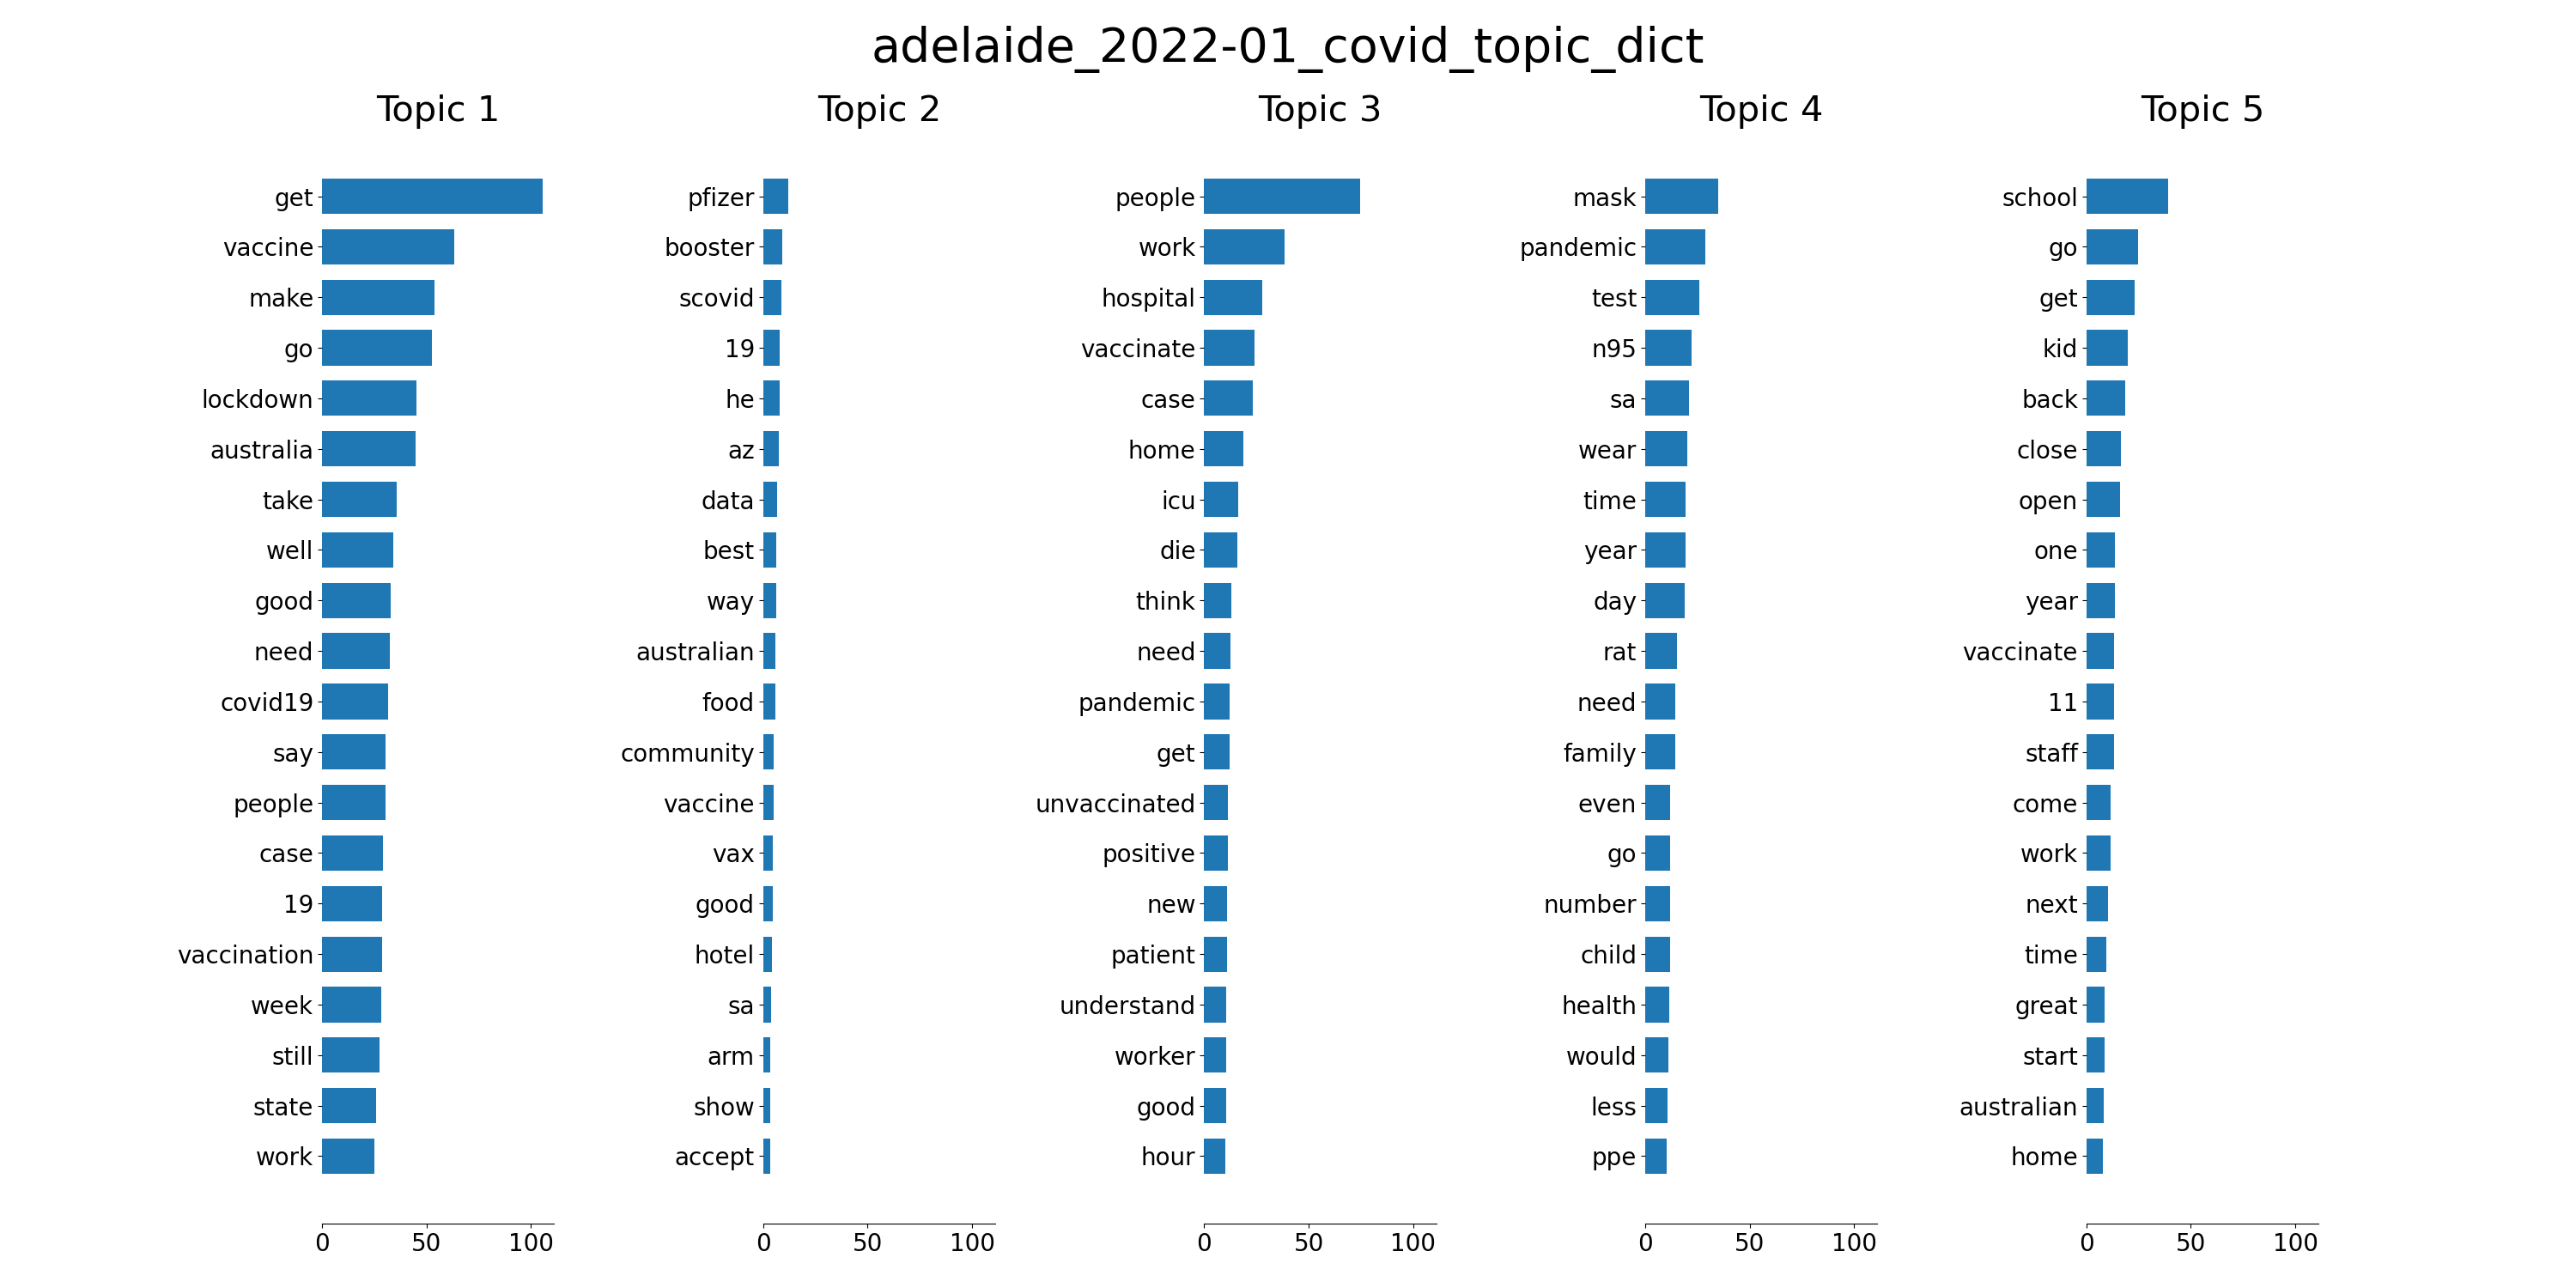 adelaide_2022-01_covid_topic_dict
Topic 1
get
vaccine
make
go
lockdown
australia
take
well
good
need
covid19
say
people
case
19
vaccination
week
still
state
work
0 50 100
Topic 2
pfizer
booster
scovid
19
he
az
data
best
way
australian
food
community
vaccine
vax
good
hotel
sa
arm
show
accept
0 50 100
Topic 3
people
work
hospital
vaccinate
case
home
icu
die
think
need
pandemic
get
unvaccinated
positive
new
patient
understand
worker
good
hour
0 50 100
Topic 4
mask
pandemic
test
n95
sa
wear
time
year
day
rat
need
family
even
go
number
child
health
would
less
ppe
0 50 100
Topic 5
school
go
get
kid
back
close
open
one
year
vaccinate
11
staff
come
work
next
time
great
start
australian
home
0 50 100